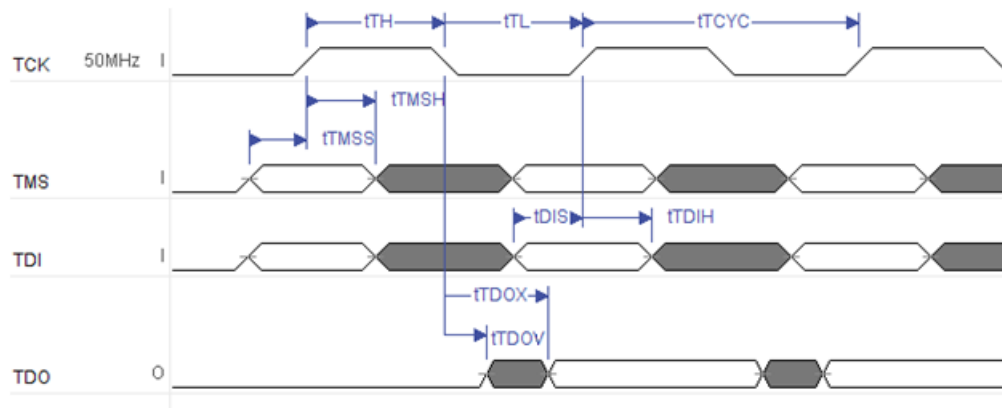 tTH tTL tTCYC
TCK 50MHz I
tTMSH
tTMSS
TMS I
tDIS tTDIH
TDI I
tTDOX
tTDOV
TDO O